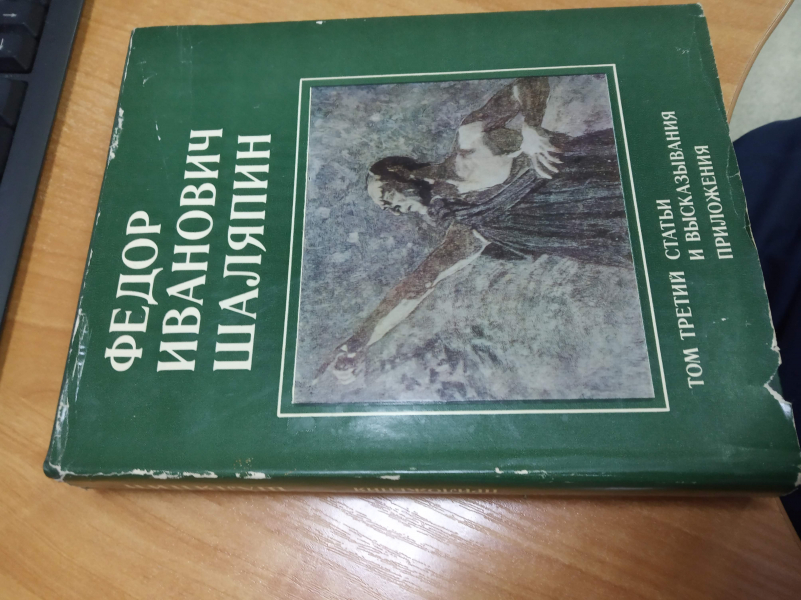 ФЕДОР
ИВАНОВИЧ
ШАЛЯПИН
ТОМ ТРЕТИЙ
СТАТЬИ
И ВЫСКАЗЫВАНИЯ
ПРИЛОЖЕНИЯ